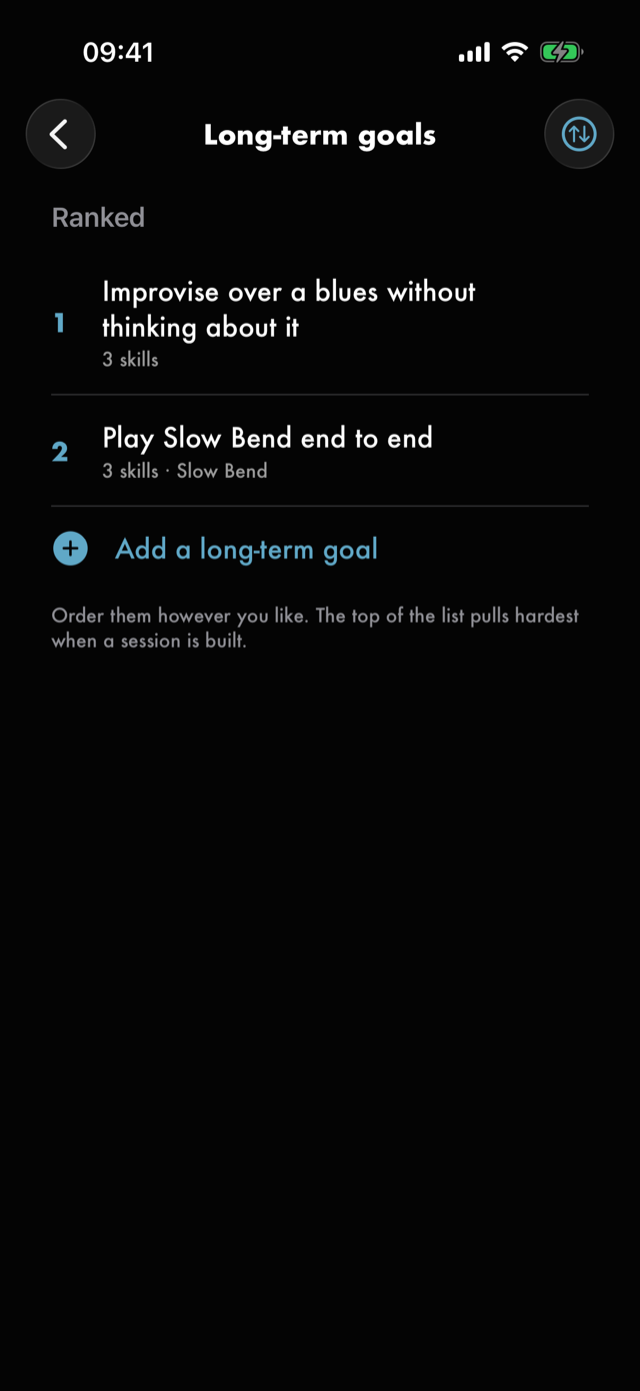 09:41
Long-term goals
Ranked
1
Improvise over a blues without
thinking about it
3 skills
2
Play Slow Bend end to end
3 skills · Slow Bend
Add a long-term goal
Order them however you like. The top of the list pulls hardest
when a session is built.